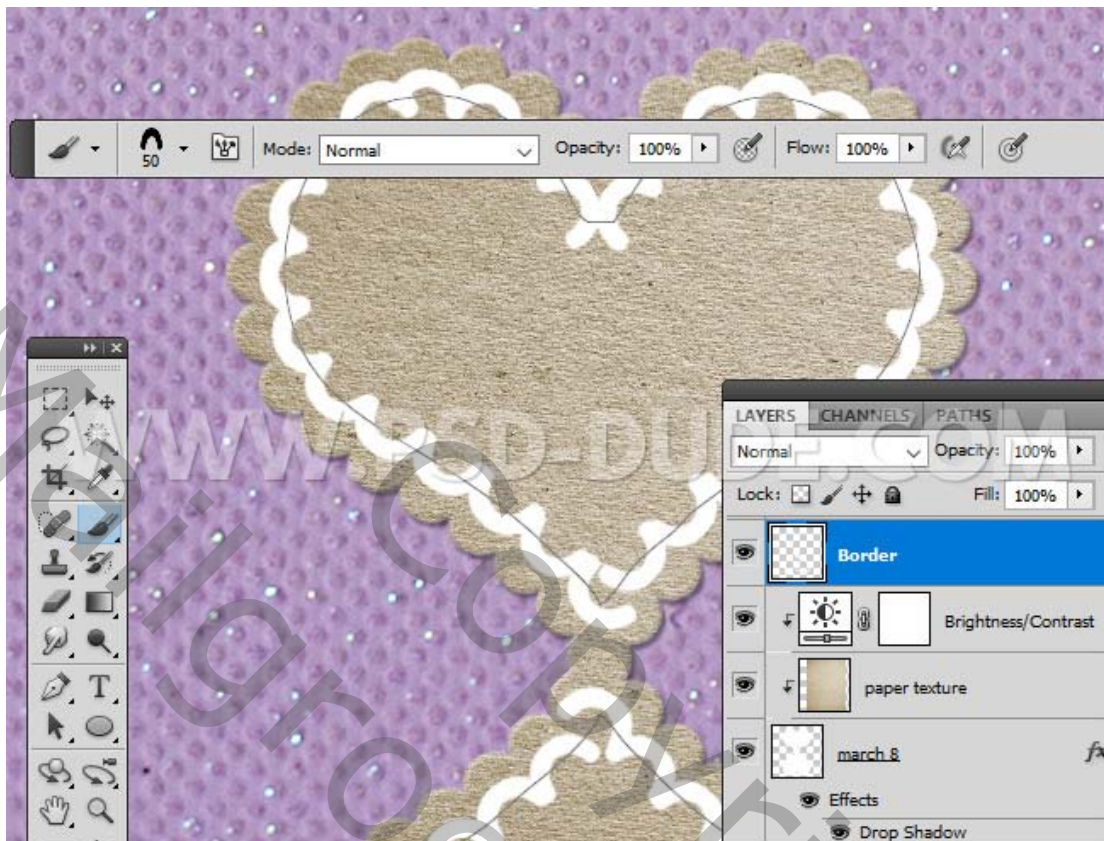 50
Mode: Normal
Opacity: 100%
Flow: 100%
WWW.PSD-DUDE.COM
LAYERS CHANNELS PATHS
Normal
Opacity: 100%
Lock:
Fill: 100%
Border
Brightness/Contrast
paper texture
march 8
fx
Effects
Drop Shadow
T